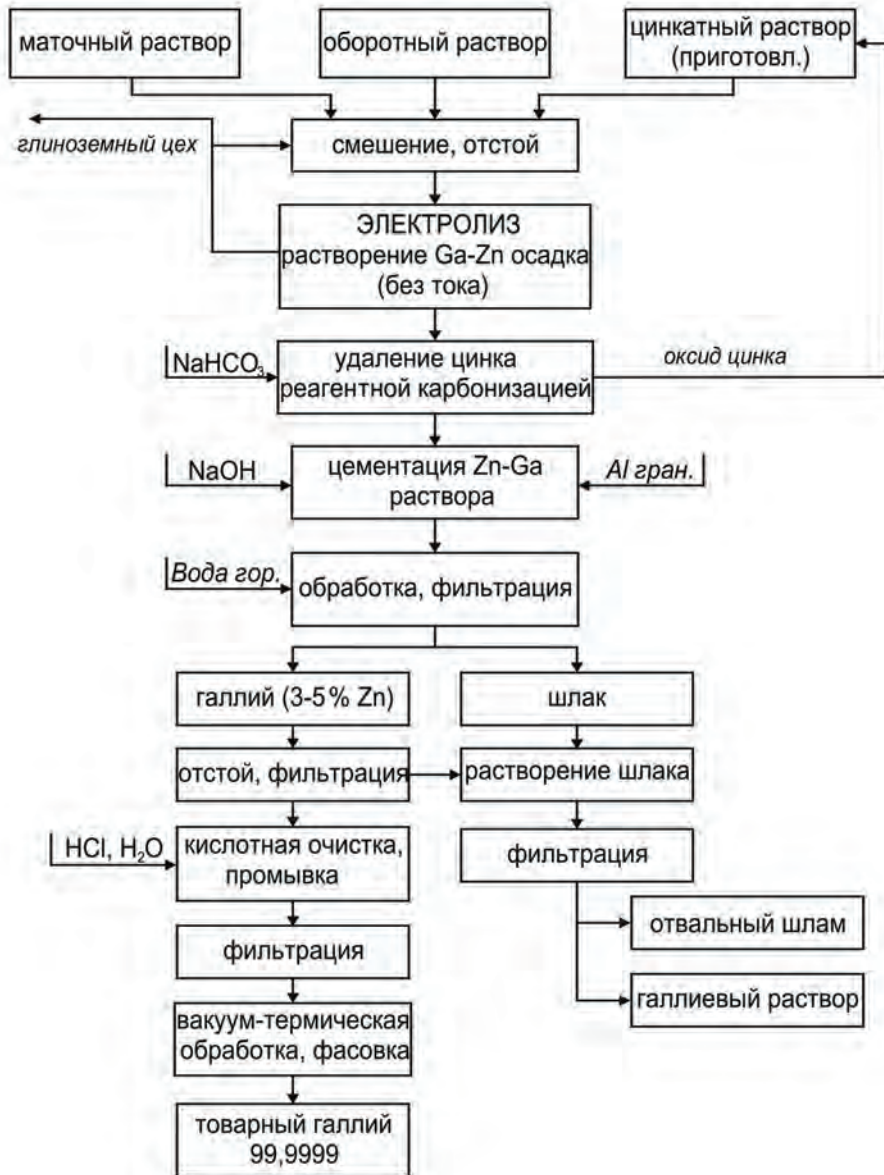 маточный раствор
оборотный раствор
цинкатный раствор
(приготовл.)
глиноземный цех
смешение, отстой
ЭЛЕКТРОЛИЗ
растворение Ga-Zn осадка
(без тока)
NaHCO₃
удаление цинка
реагентной карбонизацией
оксид цинка
NaOH
цементация Zn-Ga
раствора
Al гран.
Вода гор.
обработка, фильтрация
галлий (3-5% Zn)
шлак
отстой, фильтрация
растворение шлака
HCl, H₂O
кислотная очистка,
промывка
фильтрация
отвальный шлам
фильтрация
галлиевый раствор
вакуум-термическая
обработка, фасовка
товарный галлий
99,9999